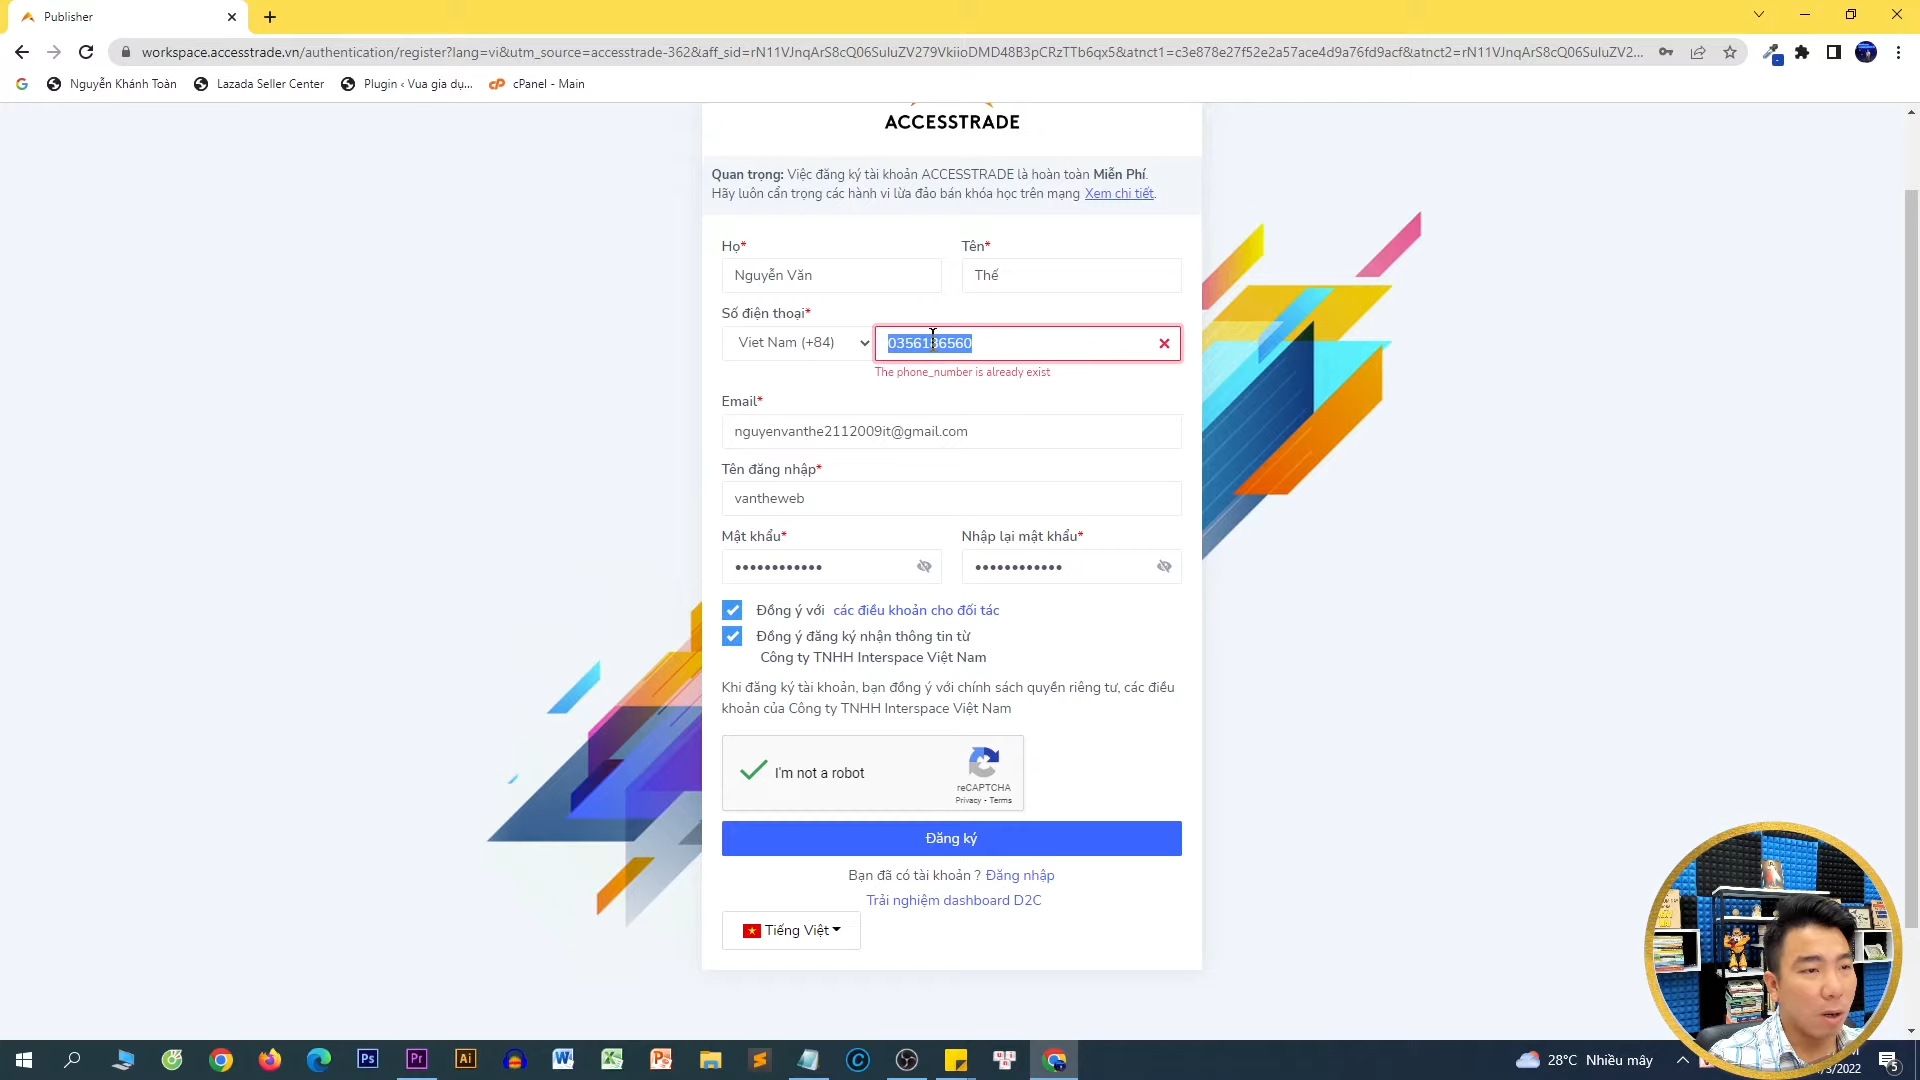 Publisher
workspace.accesstrade.vn/authentication/register?lang=vi&utm_source=accesstrade-362&aff_sid=rN11VJnqArS8cQ06SuluZV279VkiioDMD48B3pCRzTTb6qx5&atnct1=c3e878e27f52e2a57ace4d9a76fd9acf&atnct2=rN11VJnqArS8cQ06SuluZV2...
Nguyễn Khánh Toàn
Lazada Seller Center
Plugin ‹ Vua gia dụ...
cPanel - Main
ACCESSTRADE
Quan trọng: Việc đăng ký tài khoản ACCESSTRADE là hoàn toàn Miễn Phí.
Hãy luôn cẩn trọng các hành vi lừa đảo bán khóa học trên mạng Xem chi tiết.
Họ*
Tên*
Nguyễn Văn
Thế
Số điện thoại*
Viet Nam (+84)
0356136560
The phone_number is already exist
Email*
nguyenvanthe2112009it@gmail.com
Tên đăng nhập*
vantheweb
Mật khẩu*
Nhập lại mật khẩu*
••••••••••••
••••••••••••
Đồng ý với các điều khoản cho đối tác
Đồng ý đăng ký nhận thông tin từ
Công ty TNHH Interspace Việt Nam
Khi đăng ký tài khoản, bạn đồng ý với chính sách quyền riêng tư, các điều
khoản của Công ty TNHH Interspace Việt Nam
I'm not a robot
reCAPTCHA
Privacy - Terms
Đăng ký
Bạn đã có tài khoản ? Đăng nhập
Trải nghiệm dashboard D2C
Tiếng Việt
28°C Nhiều mây
5